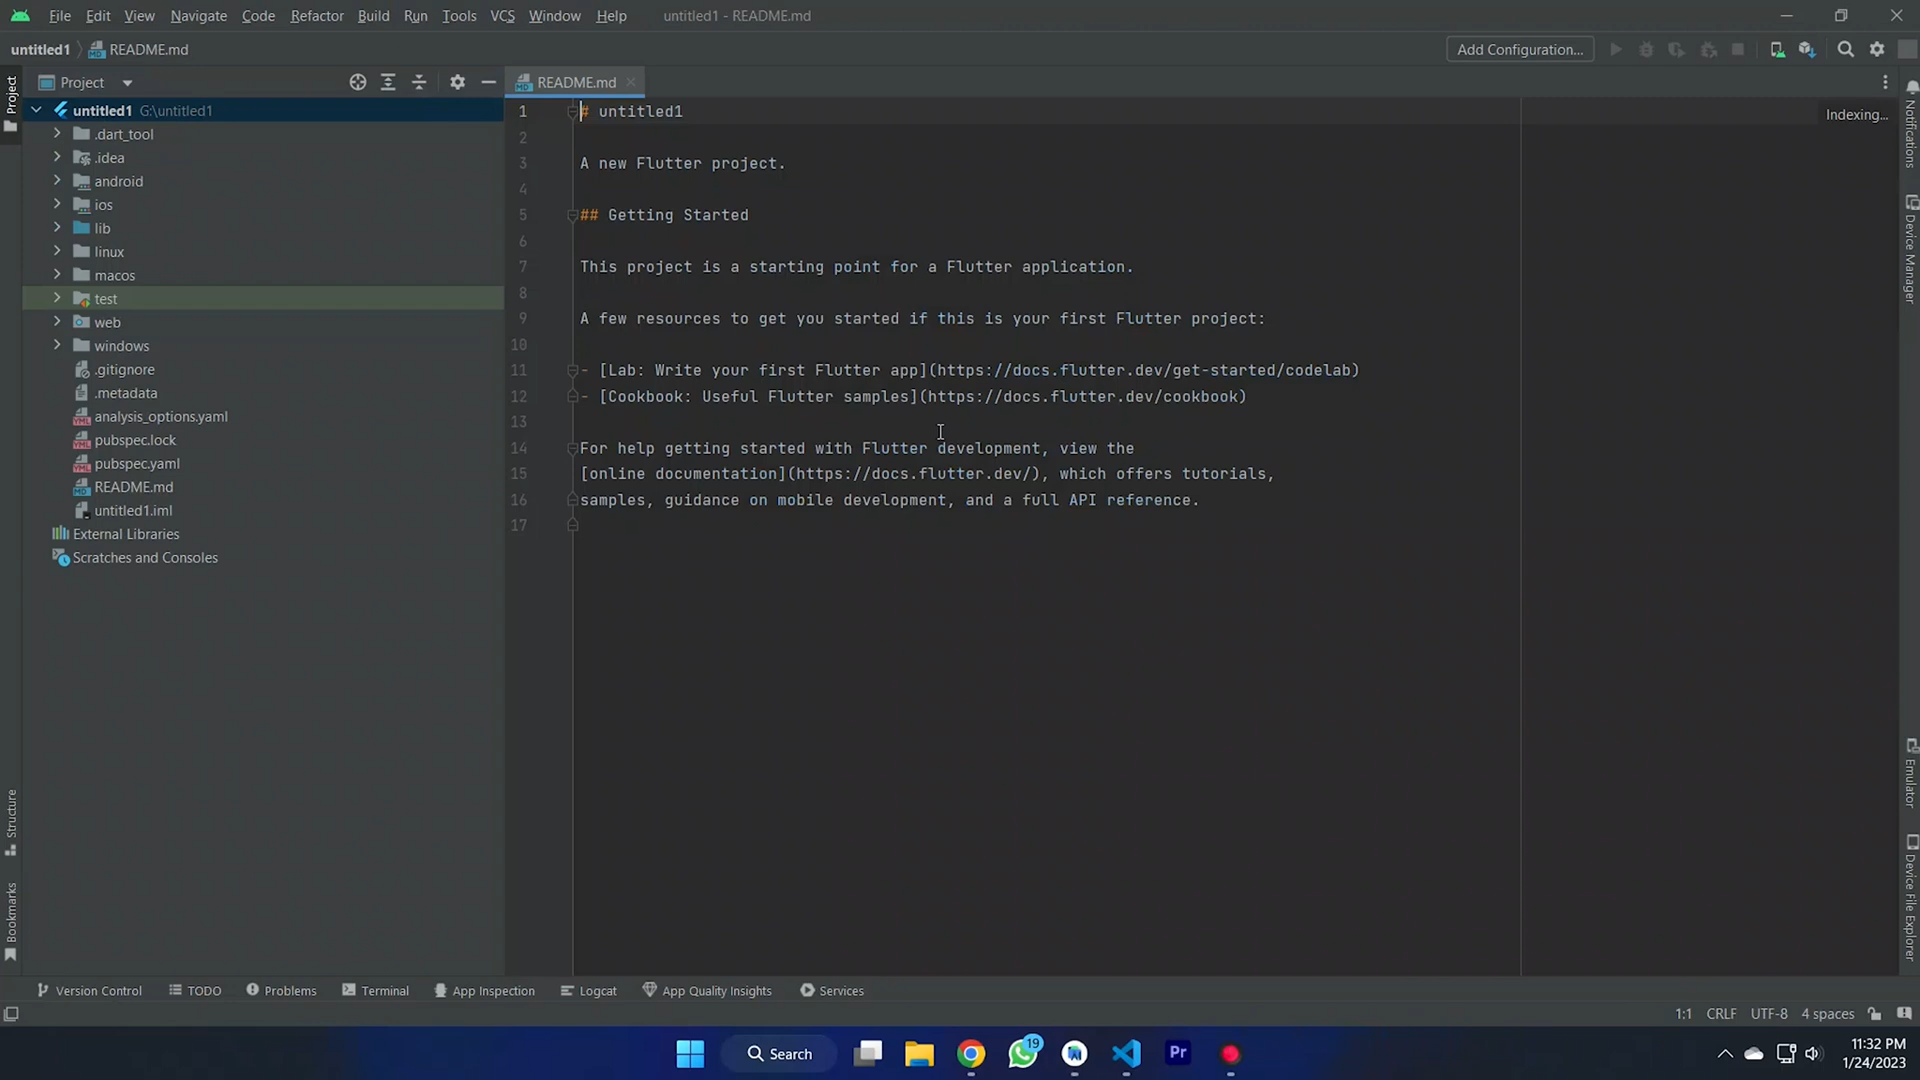 File Edit View Navigate Code Refactor Build Run Tools VCS Window Help untitled1 - README.md
untitled1 README.md Add Configuration...
Project
Project
README.md
untitled1 G:\untitled1
.dart_tool
.idea
android
ios
lib
linux
macos
test
web
windows
.gitignore
.metadata
analysis_options.yaml
pubspec.lock
pubspec.yaml
README.md
untitled1.iml
External Libraries
Scratches and Consoles
Structure
Bookmarks
1 # untitled1
2
3 A new Flutter project.
4
5 ## Getting Started
6
7 This project is a starting point for a Flutter application.
8
9 A few resources to get you started if this is your first Flutter project:
10
11 - [Lab: Write your first Flutter app](https://docs.flutter.dev/get-started/codelab)
12 - [Cookbook: Useful Flutter samples](https://docs.flutter.dev/cookbook)
13
14 For help getting started with Flutter development, view the
15 [online documentation](https://docs.flutter.dev/), which offers tutorials,
16 samples, guidance on mobile development, and a full API reference.
17
Indexing...
Notifications
Device Manager
Emulator
Device File Explorer
Version Control TODO Problems Terminal App Inspection Logcat App Quality Insights Services
1:1 CRLF UTF-8 4 spaces
Search
19
Pr
11:32 PM
1/24/2023